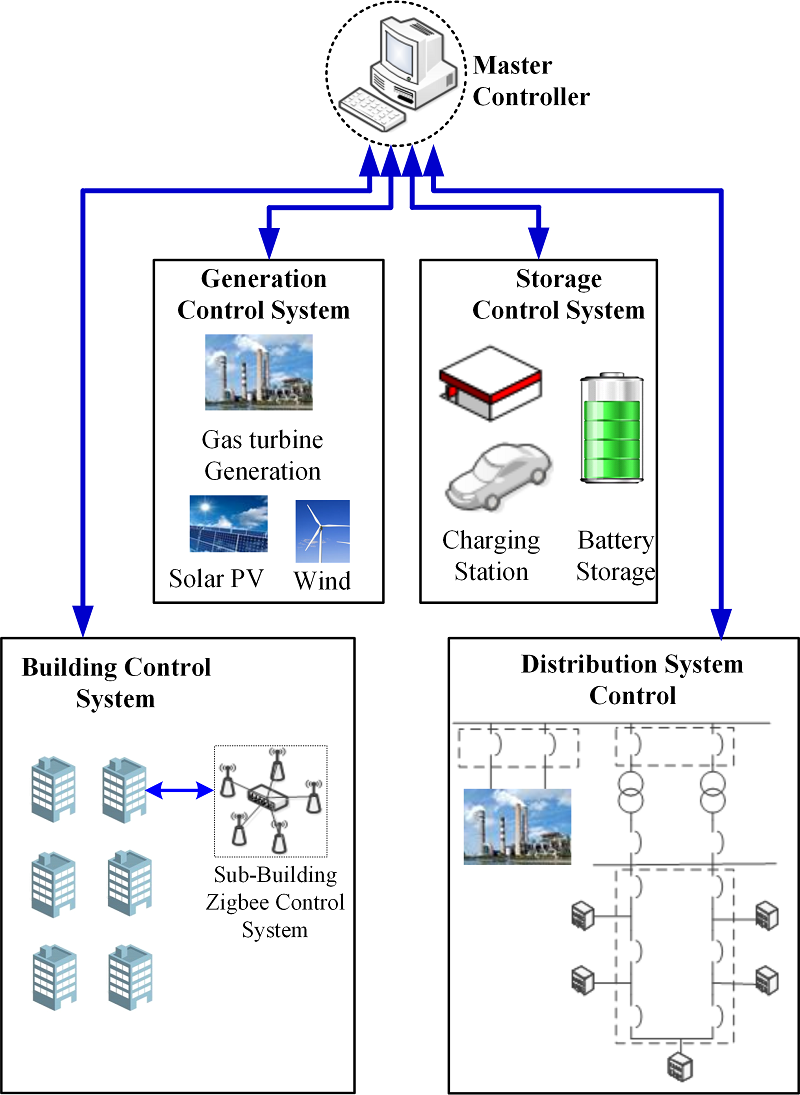 Master
Controller
Generation
Control System
Gas turbine
Generation
Solar PV
Wind
Storage
Control System
Charging
Station
Battery
Storage
Building Control
System
Sub-Building
Zigbee Control
System
Distribution System
Control